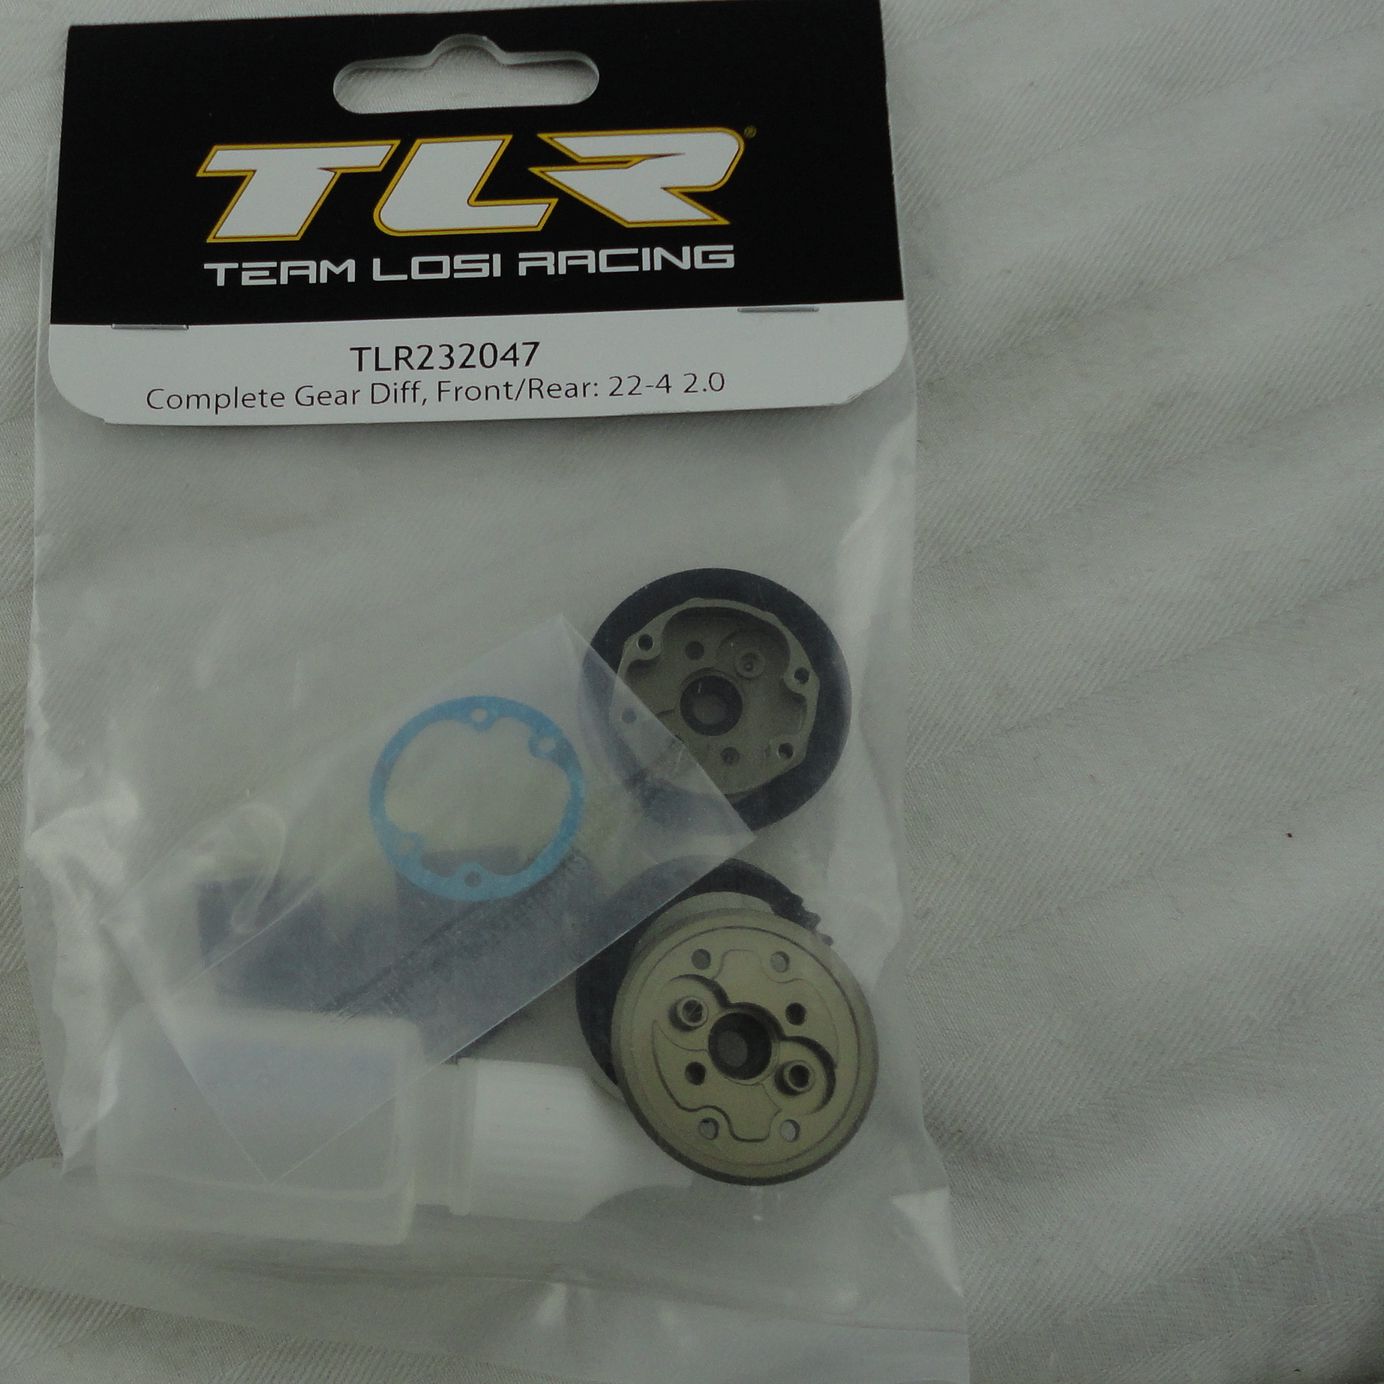 TLR®
TEAM LOSI RACING
TLR232047
Complete Gear Diff, Front/Rear: 22-4 2.0